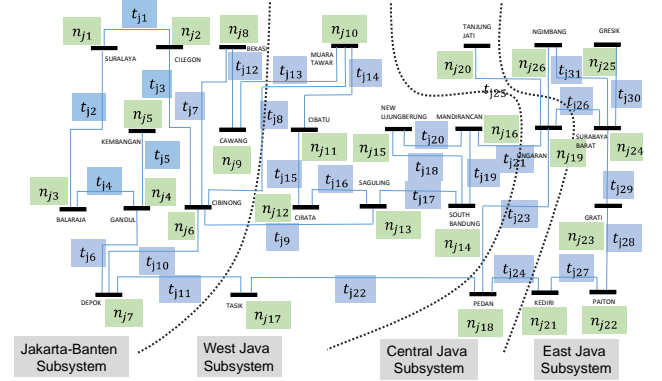 t_j1
n_j1
n_j2
n_j8
n_j10
TANJUNG
JATI
NGIMBANG
GRESIK
SURALAYA
CILEGON
BEKASI
MUARA
TAWAR
n_j20
n_j26
n_j25
t_j3
t_j12
t_j13
t_j14
t_j31
t_j2
t_j7
t_j25
t_j30
n_j5
t_j8
t_j26
KEMBANGAN
CIBATU
NEW
UJUNGBERUNG
MANDIRANCAN
n_j16
SURABAYA
BARAT
t_j5
CAWANG
n_j11
t_j20
t_j21
UNGARAN
n_j9
n_j15
t_j18
n_j19
n_j24
n_j3
t_j4
n_j4
t_j15
t_j16
SAGULING
t_j17
t_j19
t_j29
BALARAJA
GANDUL
n_j6
CIBINONG
n_j12
CIRATA
n_j13
SOUTH
BANDUNG
t_j23
GRATI
t_j6
t_j10
t_j9
n_j14
n_j23
t_j28
t_j11
t_j22
t_j24
t_j27
DEPOK
TASIK
PEDAN
KEDIRI
PAITON
n_j7
n_j17
n_j18
n_j21
n_j22
Jakarta-Banten
Subsystem
West Java
Subsystem
Central Java
Subsystem
East Java
Subsystem